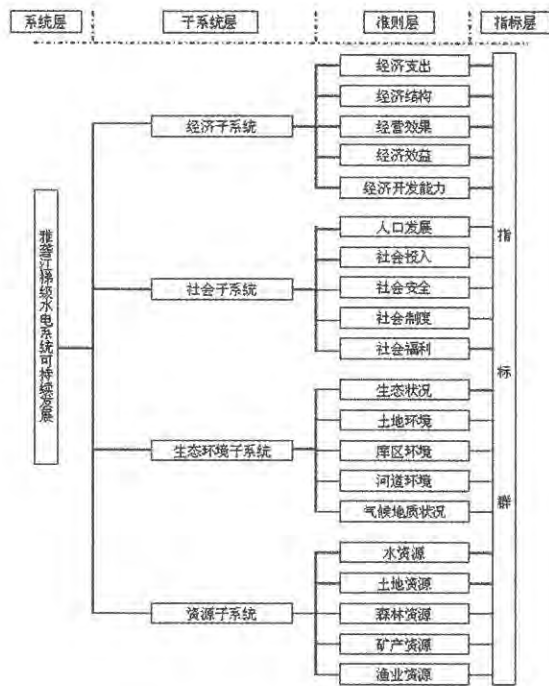 系统层
子系统层
准则层
指标层
雅砻江梯级水电系统可持续发展
经济子系统
经济支出
经济结构
经营效果
经济效益
经济开发能力
社会子系统
人口发展
社会投入
社会安全
社会制度
社会福利
生态环境子系统
生态状况
土地环境
库区环境
河道环境
气候地质状况
资源子系统
水资源
土地资源
森林资源
矿产资源
渔业资源
指标群